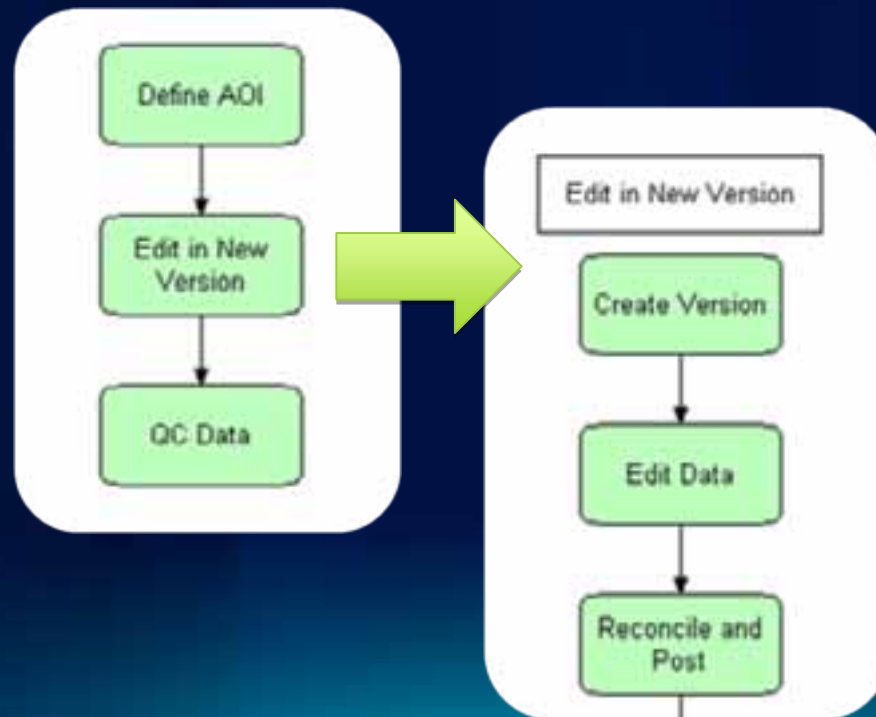 Define AOI
Edit in New
Version
QC Data
Edit in New Version
Create Version
Edit Data
Reconcile and
Post